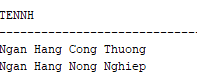 TENNH
------------------------------
Ngan Hang Cong Thuong
Ngan Hang Nong Nghiep